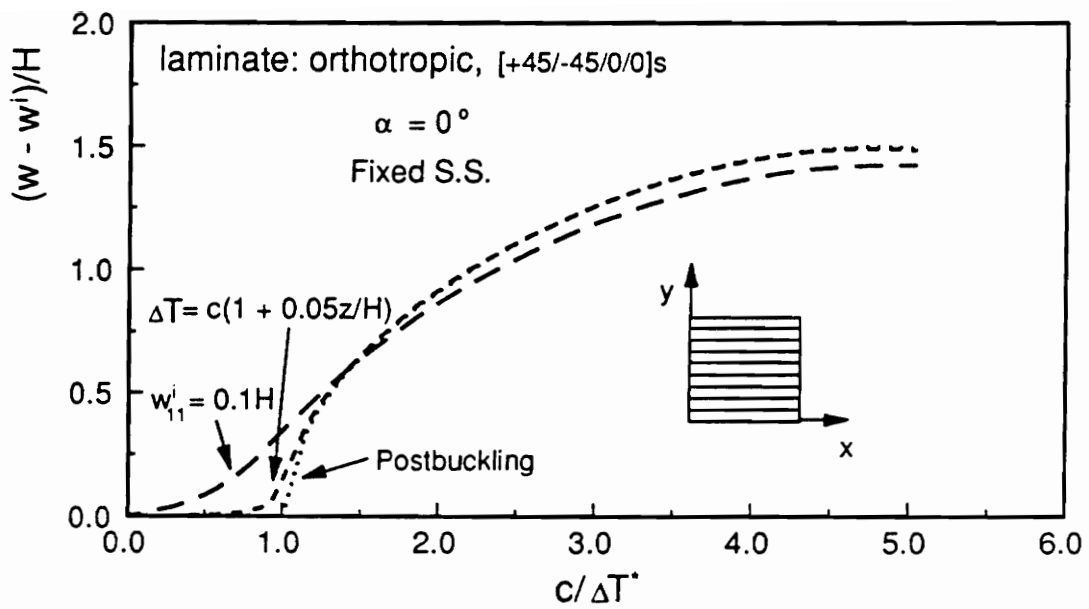 2.0
1.5
1.0
0.5
0.0
(w - wⁱ)/H
laminate: orthotropic, [+45/-45/0/0]s
α = 0°
Fixed S.S.
ΔT= c(1 + 0.05z/H)
wⁱ₁₁ = 0.1H
Postbuckling
y
x
0.0 1.0 2.0 3.0 4.0 5.0 6.0
c/ΔT*